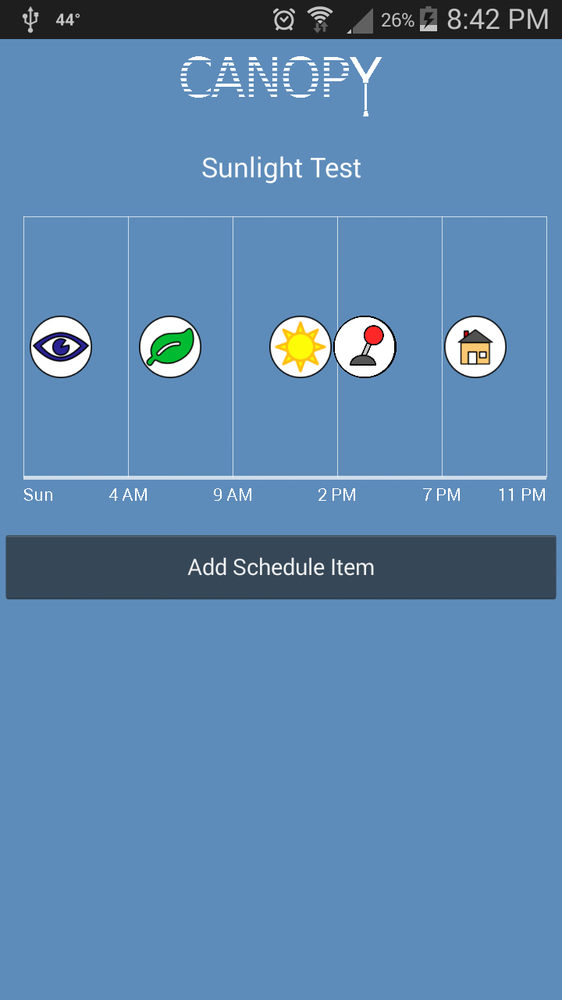 44° 26% 8:42 PM
CANOPY
Sunlight Test
Sun 4 AM 9 AM 2 PM 7 PM 11 PM
Add Schedule Item